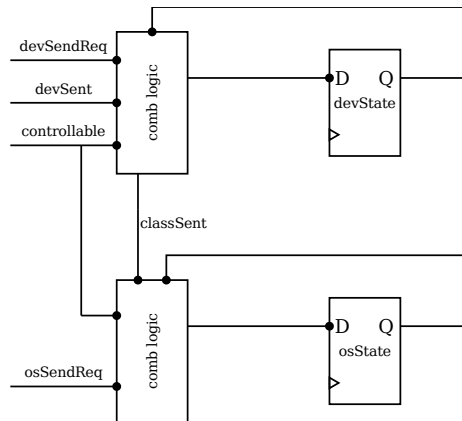 devSendReq
devSent
controllable
comb logic
D Q
devState
classSent
osSendReq
comb logic
D Q
osState